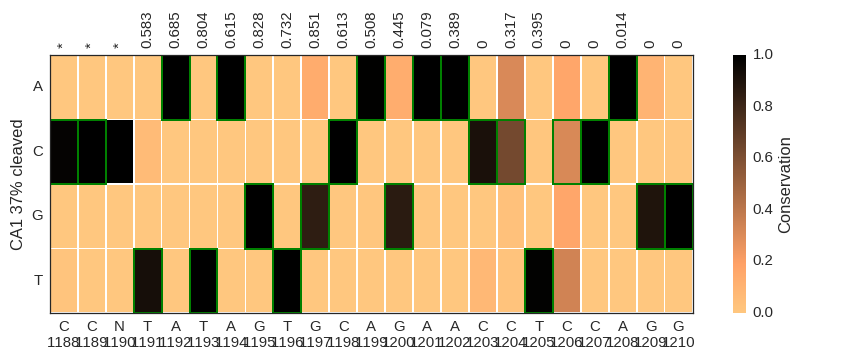 * * * 0.583 0.685 0.804 0.615 0.828 0.732 0.851 0.613 0.508 0.445 0.079 0.389 0 0.317 0.395 0 0 0.014 0 0
A
C
G
T
CA1 37% cleaved
C C N T A T A G T G C A G A A C C T C C A G G
1188 1189 1190 1191 1192 1193 1194 1195 1196 1197 1198 1199 1200 1201 1202 1203 1204 1205 1206 1207 1208 1209 1210
1.0
0.8
0.6
0.4
0.2
0.0
Conservation